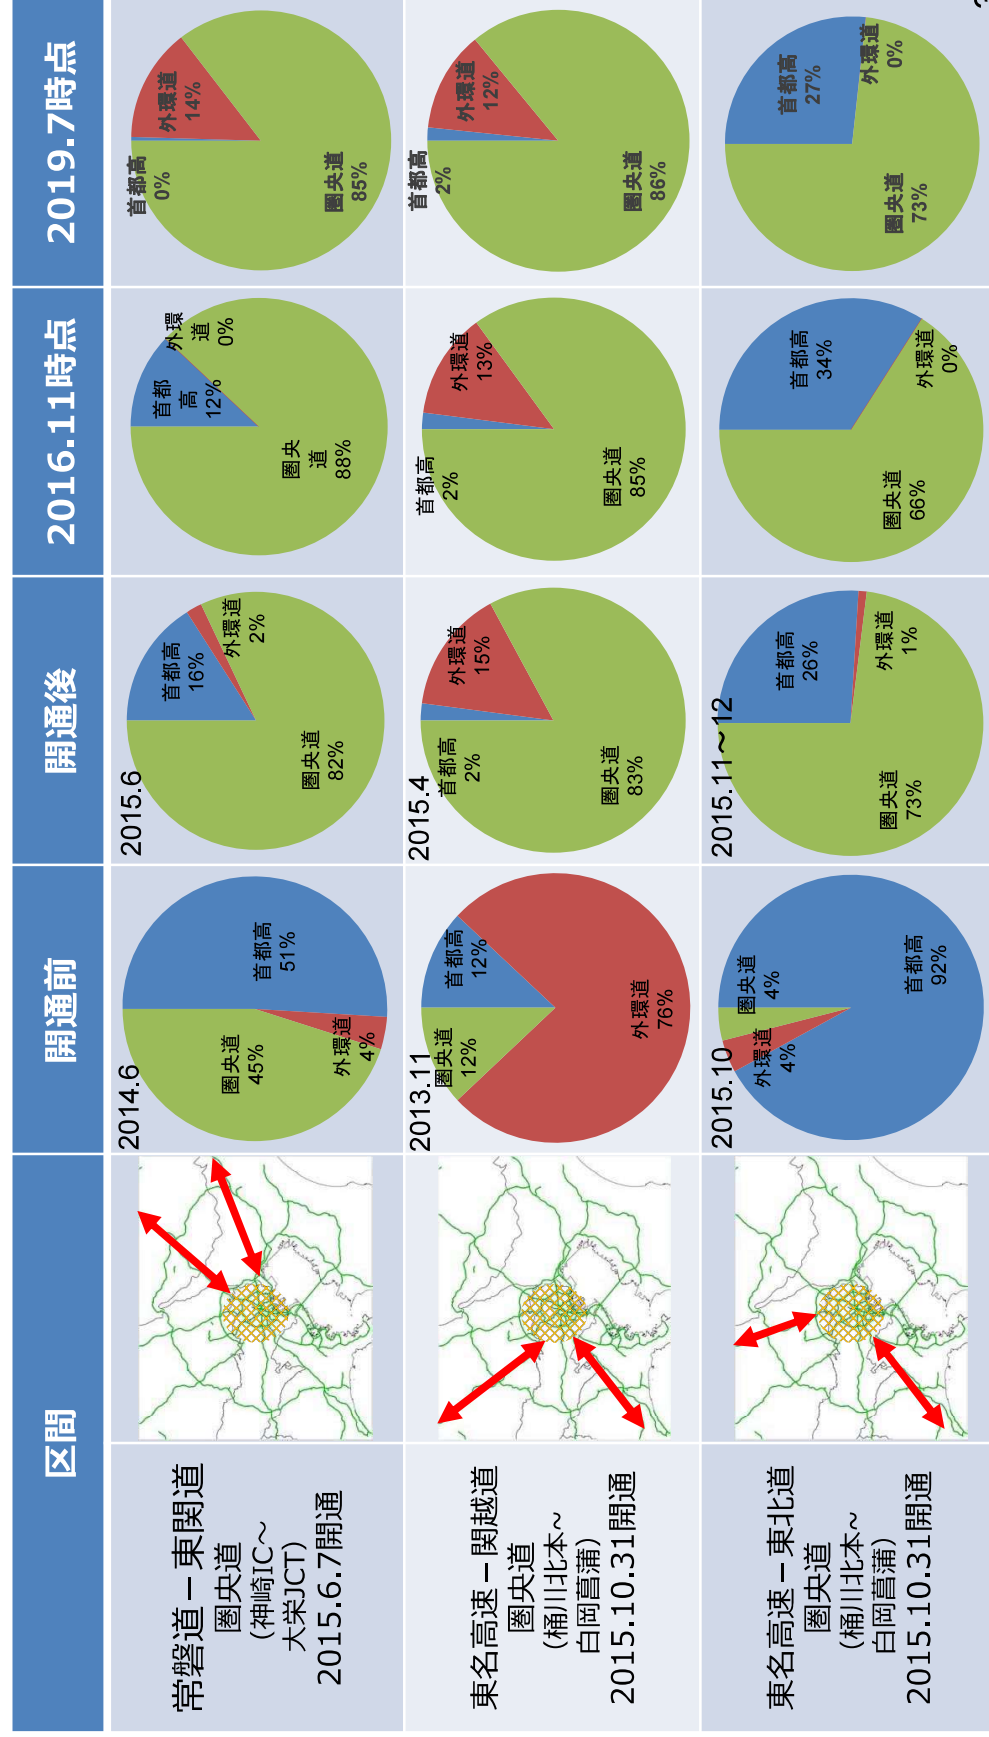 区間
開通前
開通後
2016.11時点
2019.7時点
常磐道－東関道
圏央道
（神崎IC～
大栄JCT）
2015.6.7開通
2014.6
首都高
51%
外環道
4%
圏央道
45%
2015.6
首都高
16%
外環道
2%
圏央道
82%
首都
高
12%
外環
道
0%
圏央
道
88%
首都高
0%
外環道
14%
圏央道
85%
東名高速－関越道
圏央道
（桶川北本～
白岡菖蒲）
2015.10.31開通
2013.11
首都高
12%
圏央道
12%
外環道
76%
2015.4
首都高
2%
外環道
15%
圏央道
83%
首都高
2%
外環道
13%
圏央道
85%
首都高
2%
外環道
12%
圏央道
86%
東名高速－東北道
圏央道
（桶川北本～
白岡菖蒲）
2015.10.31開通
2015.10
圏央道
4%
外環道
4%
首都高
92%
2015.11～12
首都高
26%
外環道
1%
圏央道
73%
首都高
34%
外環道
0%
圏央道
66%
首都高
27%
外環道
0%
圏央道
73%